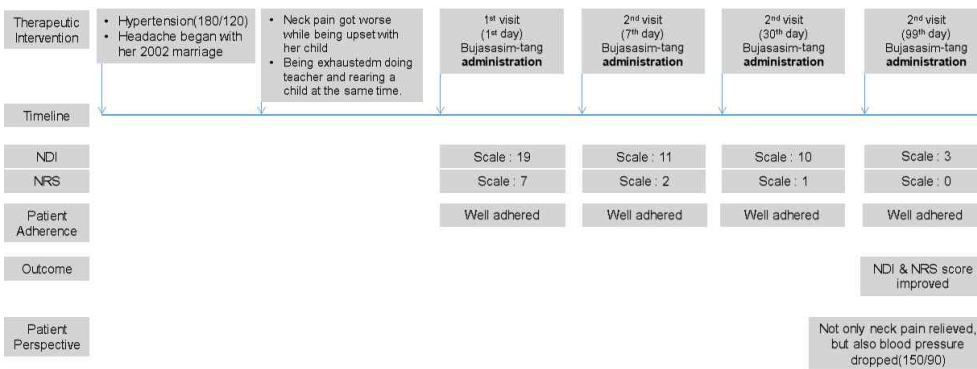 Therapeutic
Intervention
• Hypertension(180/120)
• Headache began with
her 2002 marriage
• Neck pain got worse
while being upset with
her child
• Being exhaustedm doing
teacher and rearing a
child at the same time.
1st visit
(1st day)
Bujasasim-tang
administration
2nd visit
(7th day)
Bujasasim-tang
administration
2nd visit
(30th day)
Bujasasim-tang
administration
2nd visit
(99th day)
Bujasasim-tang
administration
Timeline
NDI
Scale : 19
Scale : 11
Scale : 10
Scale : 3
NRS
Scale : 7
Scale : 2
Scale : 1
Scale : 0
Patient
Adherence
Well adhered
Well adhered
Well adhered
Well adhered
Outcome
NDI & NRS score
improved
Patient
Perspective
Not only neck pain relieved,
but also blood pressure
dropped(150/90)